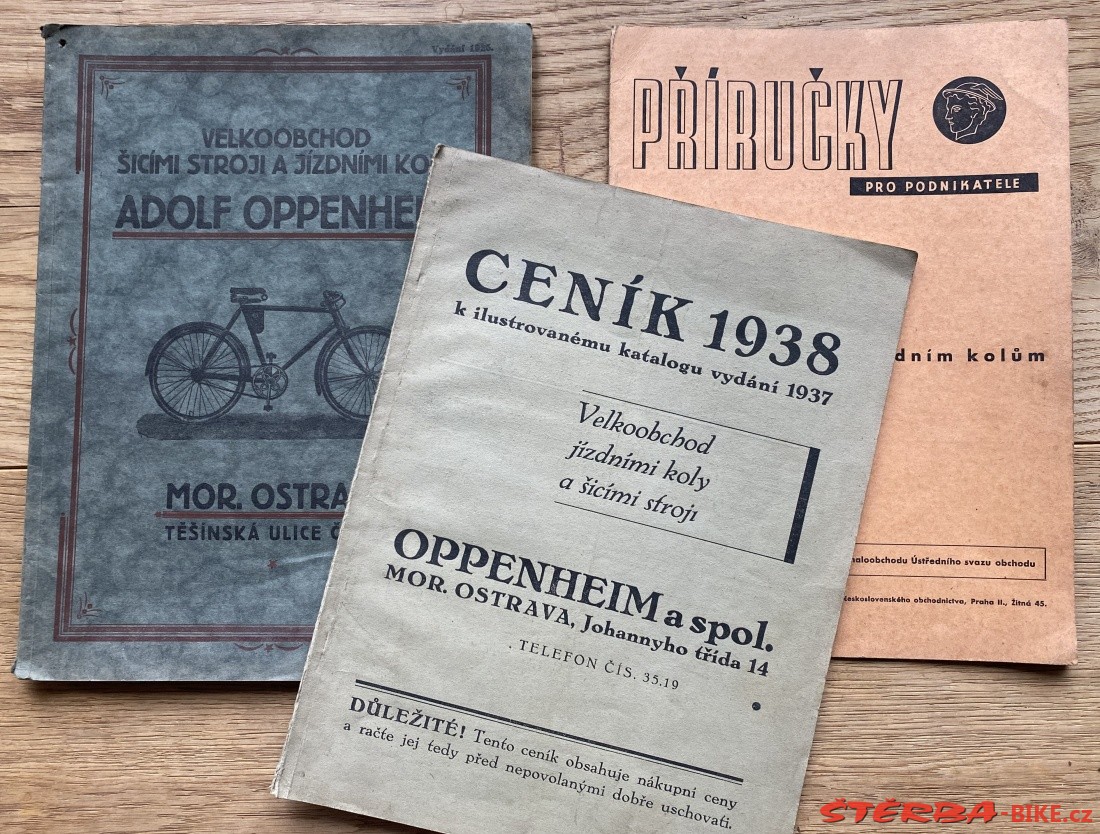 Vydání 1926.
VELKOOBCHOD
ŠICÍMI STROJI A JÍZDNÍMI KO
ADOLF OPPENHEI
MOR. OSTRA
TĚŠÍNSKÁ ULICE Č
CENÍK 1938
k ilustrovanému katalogu vydání 1937
Velkoobchod
jízdními koly
a šicími stroji
OPPENHEIM a spol.
MOR. OSTRAVA, Johannyho třída 14
TELEFON ČÍS. 35.19
DŮLEŽITÉ! Tento ceník obsahuje nákupní ceny
a račte jej tedy před nepovolanými dobře uschovati.
PŘÍRUČKY
PRO PODNIKATELE
dním kolům
maloobchodu Ústředního svazu obchodu
československého obchodnictva, Praha II., Žitná 45.
ŠTĚRBA-BIKE.cz